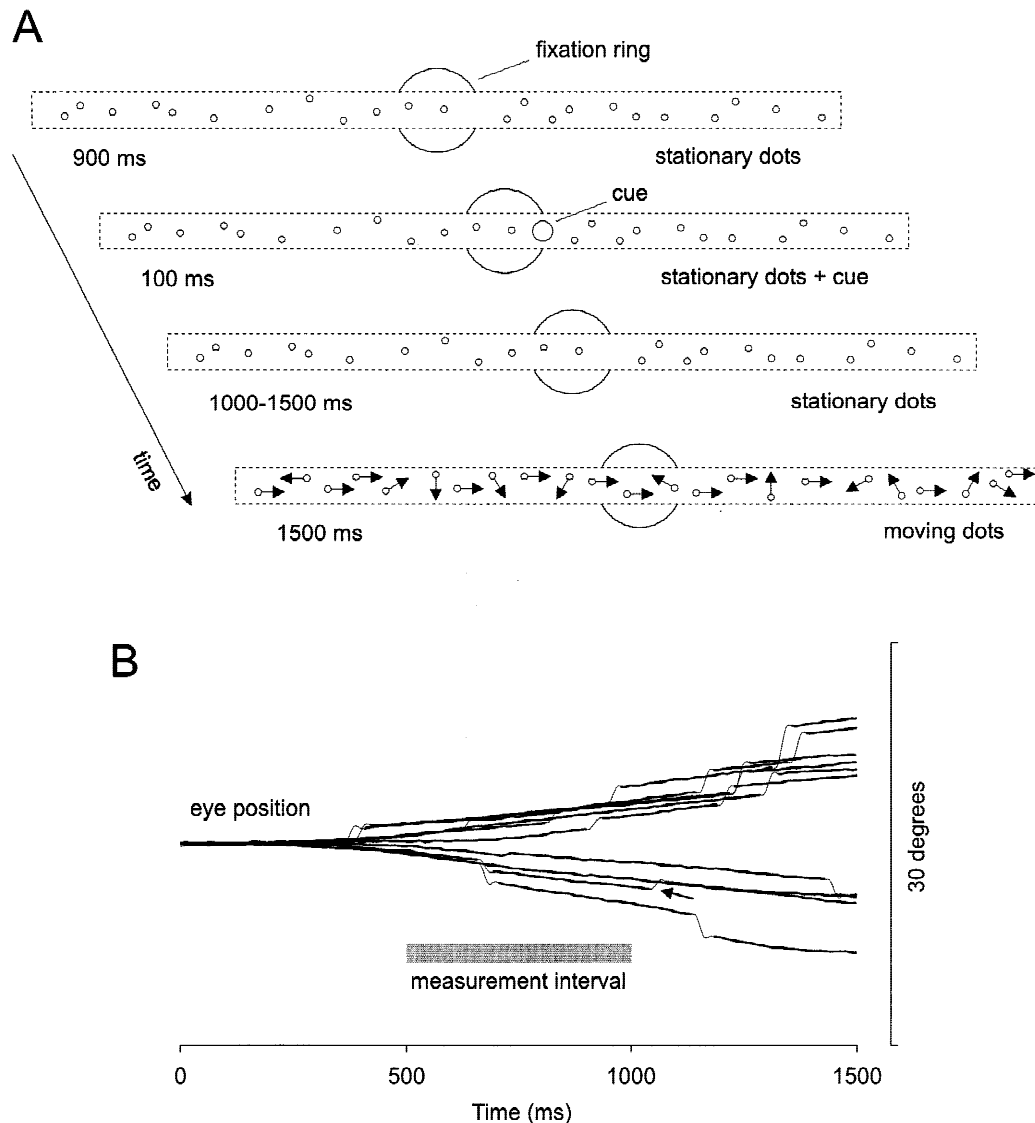 A
fixation ring
900 ms
stationary dots
cue
100 ms
stationary dots + cue
1000-1500 ms
stationary dots
time
1500 ms
moving dots
B
eye position
30 degrees
measurement interval
0
500
1000
1500
Time (ms)